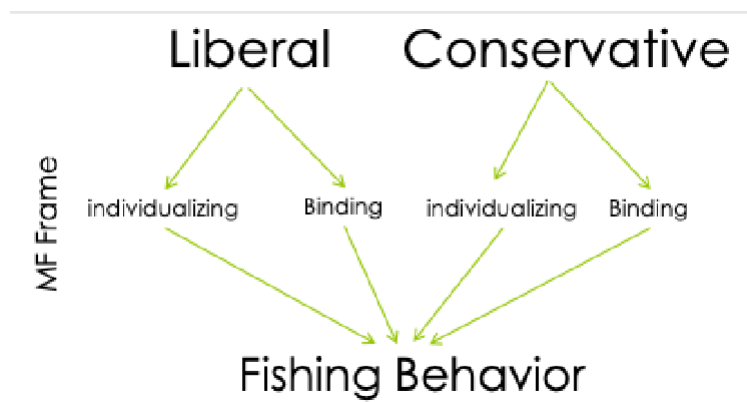 Liberal Conservative
MF Frame
individualizing Binding individualizing Binding
Fishing Behavior